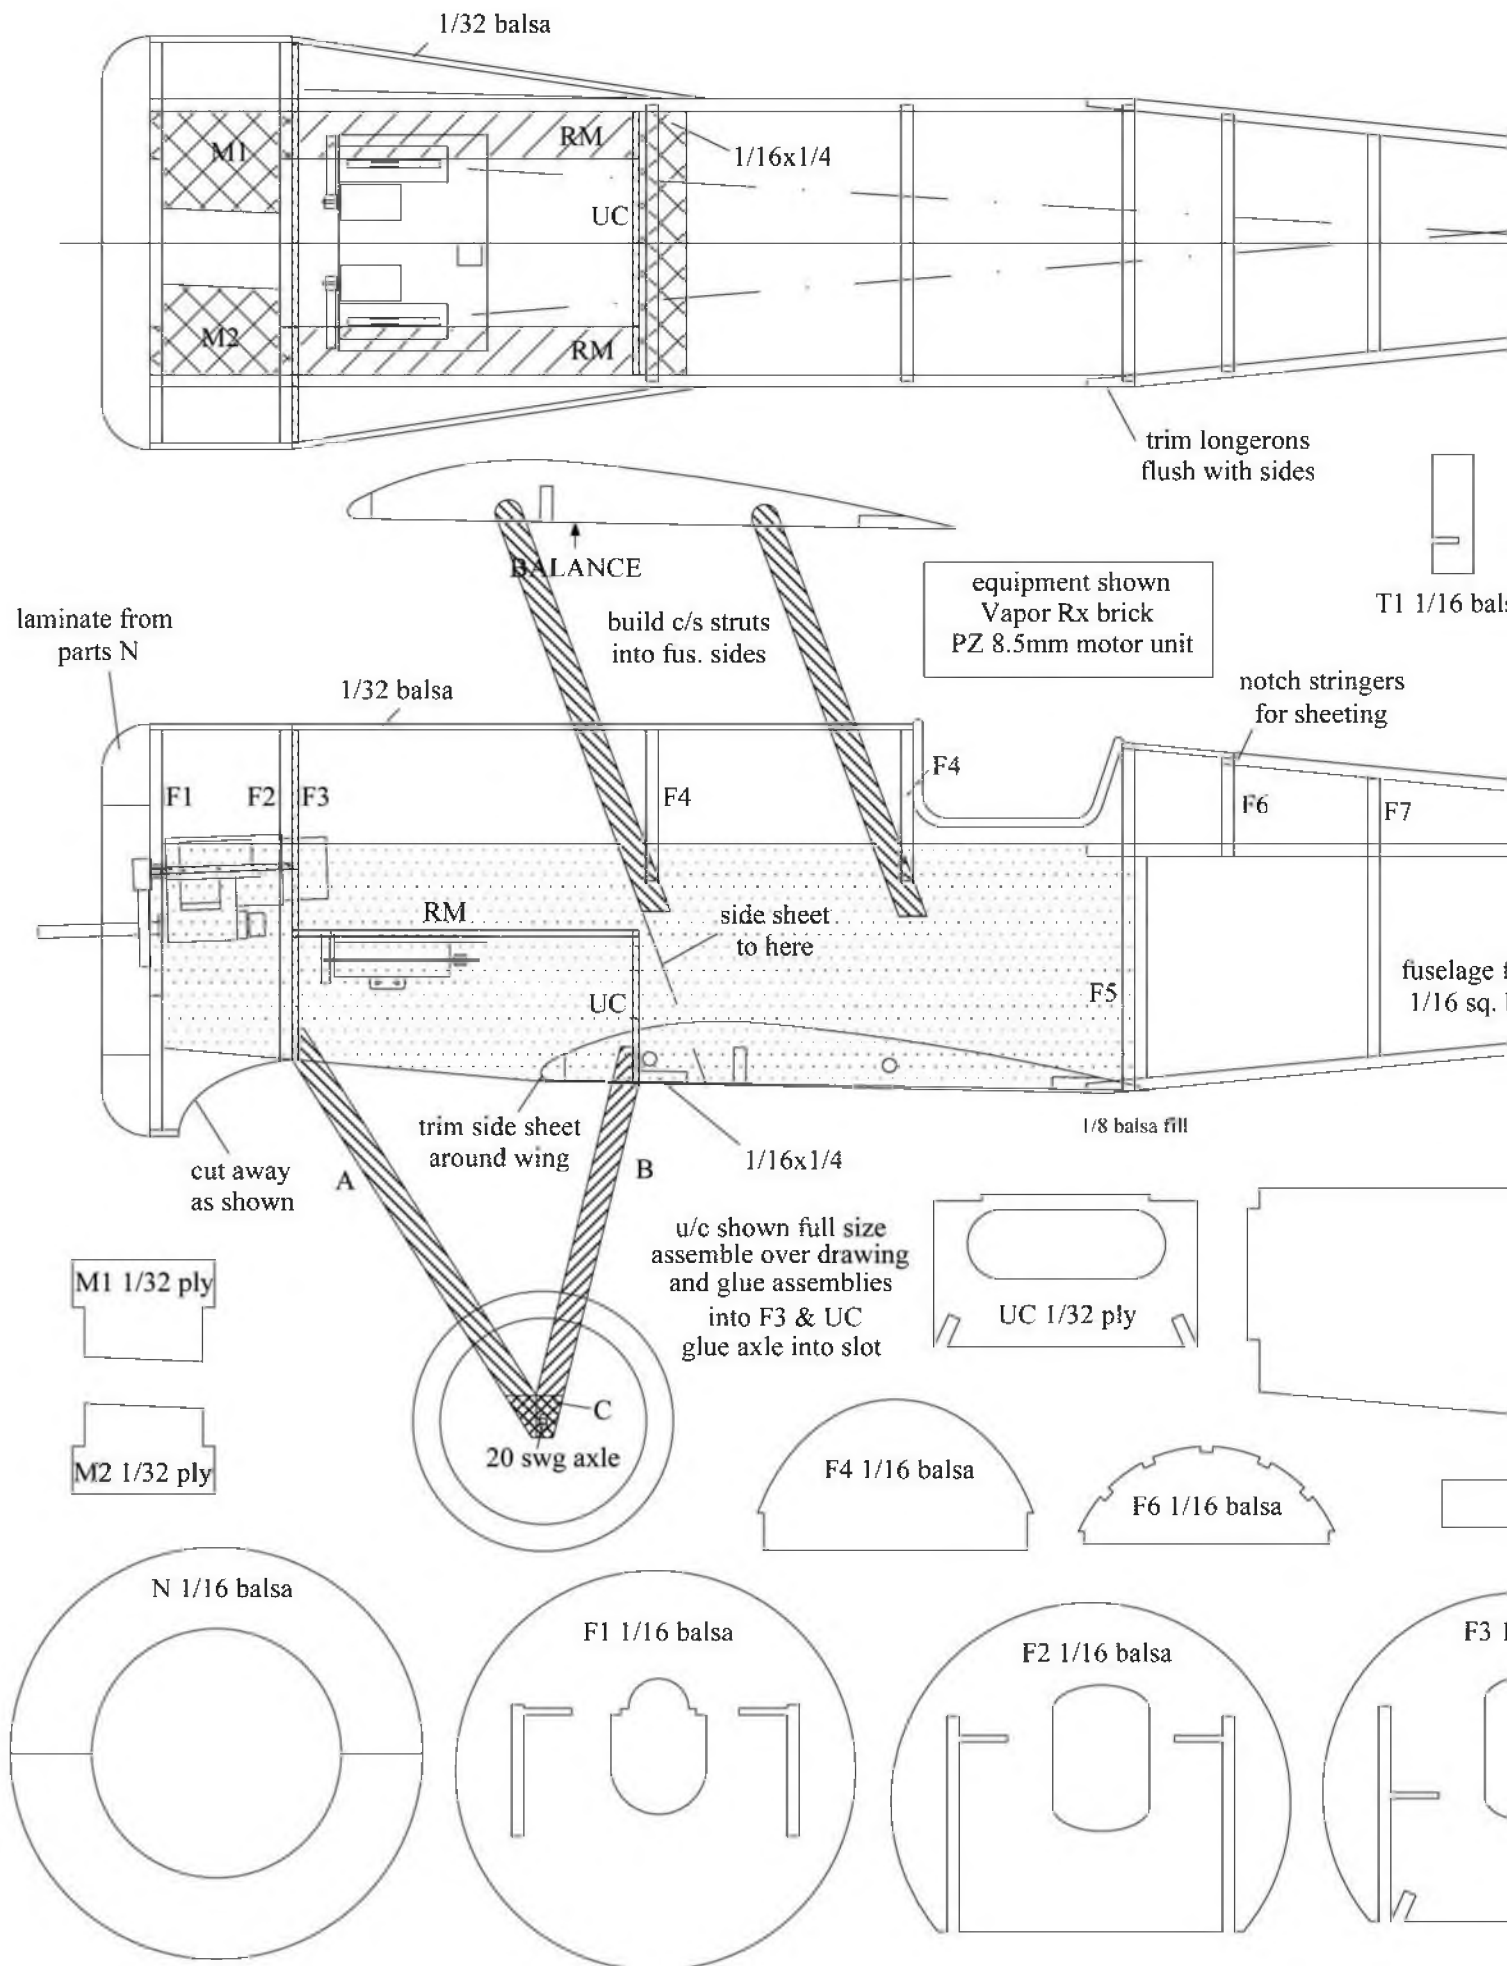 1/32 balsa
M1
RM
1/16x1/4
UC
M2
RM
trim longerons
flush with sides
BALANCE
equipment shown
Vapor Rx brick
PZ 8.5mm motor unit
T1 1/16
laminate from
parts N
build c/s struts
into fus. sides
1/32 balsa
notch stringers
for sheeting
F1
F2
F3
F4
F4
F6
F7
RM
side sheet
to here
UC
F5
fuselage
1/16 sq.
trim side sheet
around wing
1/16x1/4
1/8 balsa fill
cut away
as shown
A
B
u/c shown full size
assemble over drawing
and glue assemblies
into F3 & UC
glue axle into slot
M1 1/32 ply
UC 1/32 ply
C
20 swg axle
M2 1/32 ply
F4 1/16 balsa
F6 1/16 balsa
N 1/16 balsa
F1 1/16 balsa
F2 1/16 balsa
F3